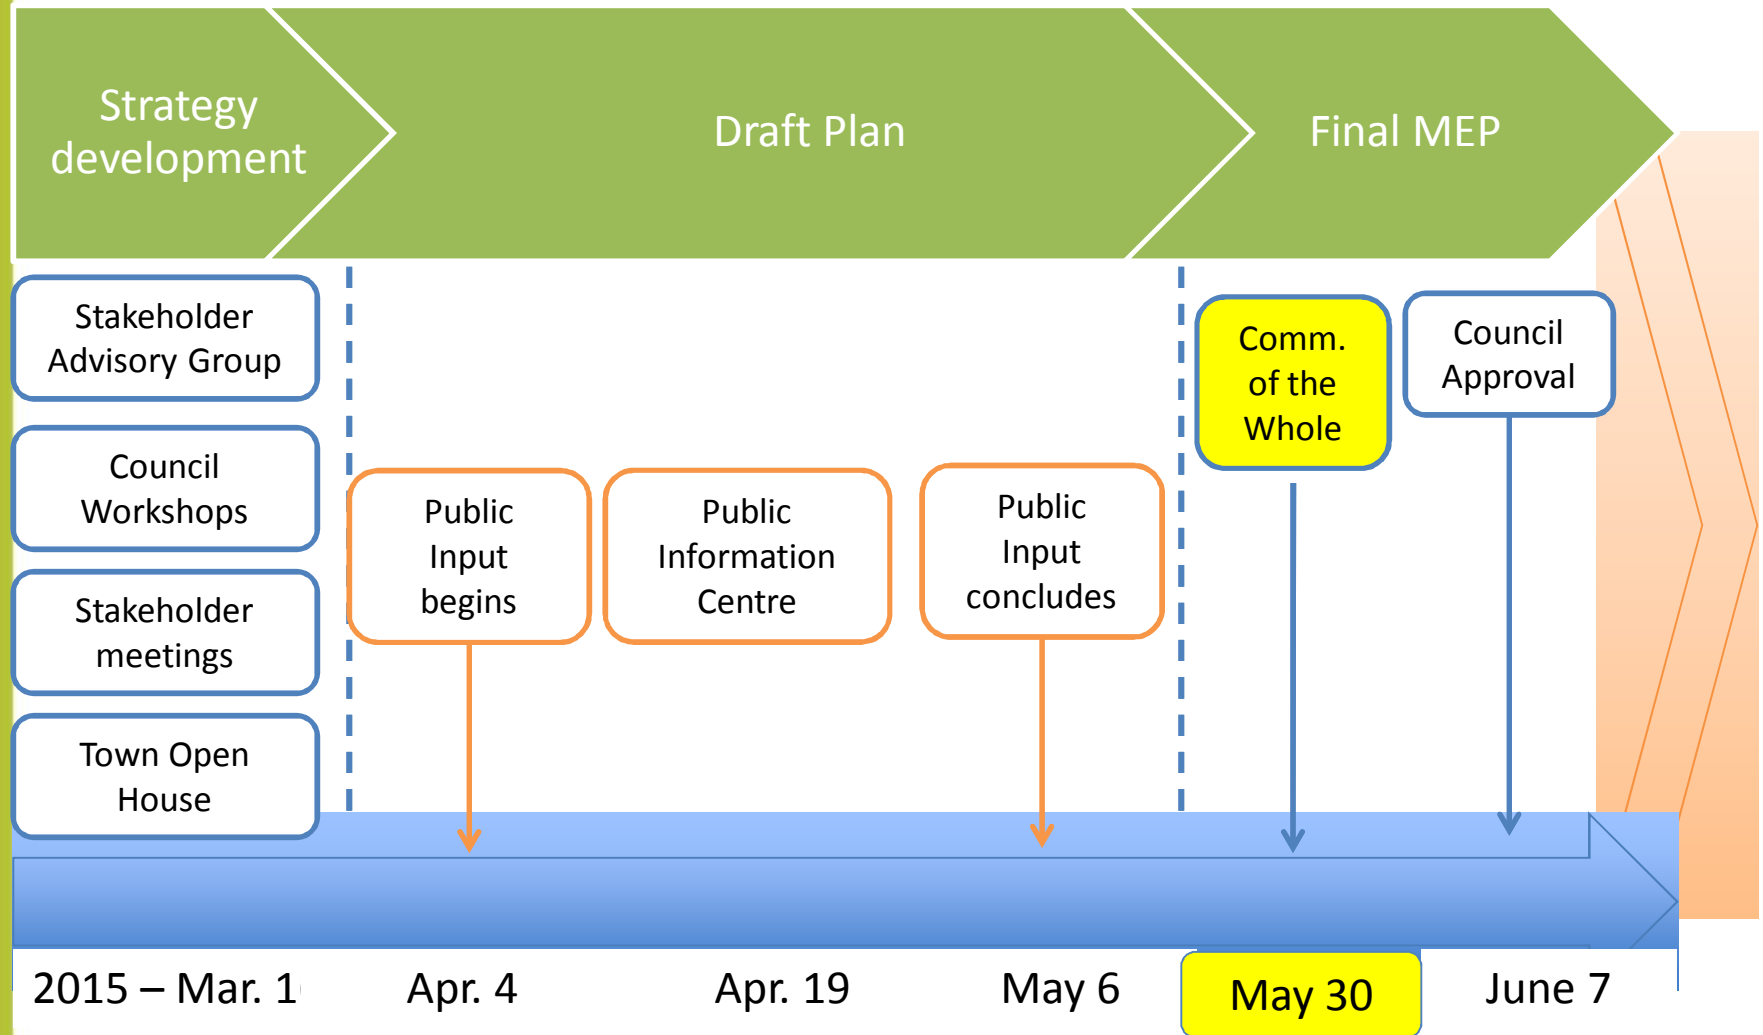 Strategy
development
Draft Plan
Final MEP
Stakeholder
Advisory Group
Council
Workshops
Stakeholder
meetings
Town Open
House
Public
Input
begins
Public
Information
Centre
Public
Input
concludes
Comm.
of the
Whole
Council
Approval
2015 – Mar.
Apr. 4
Apr. 19
May 6
May 30
June 7